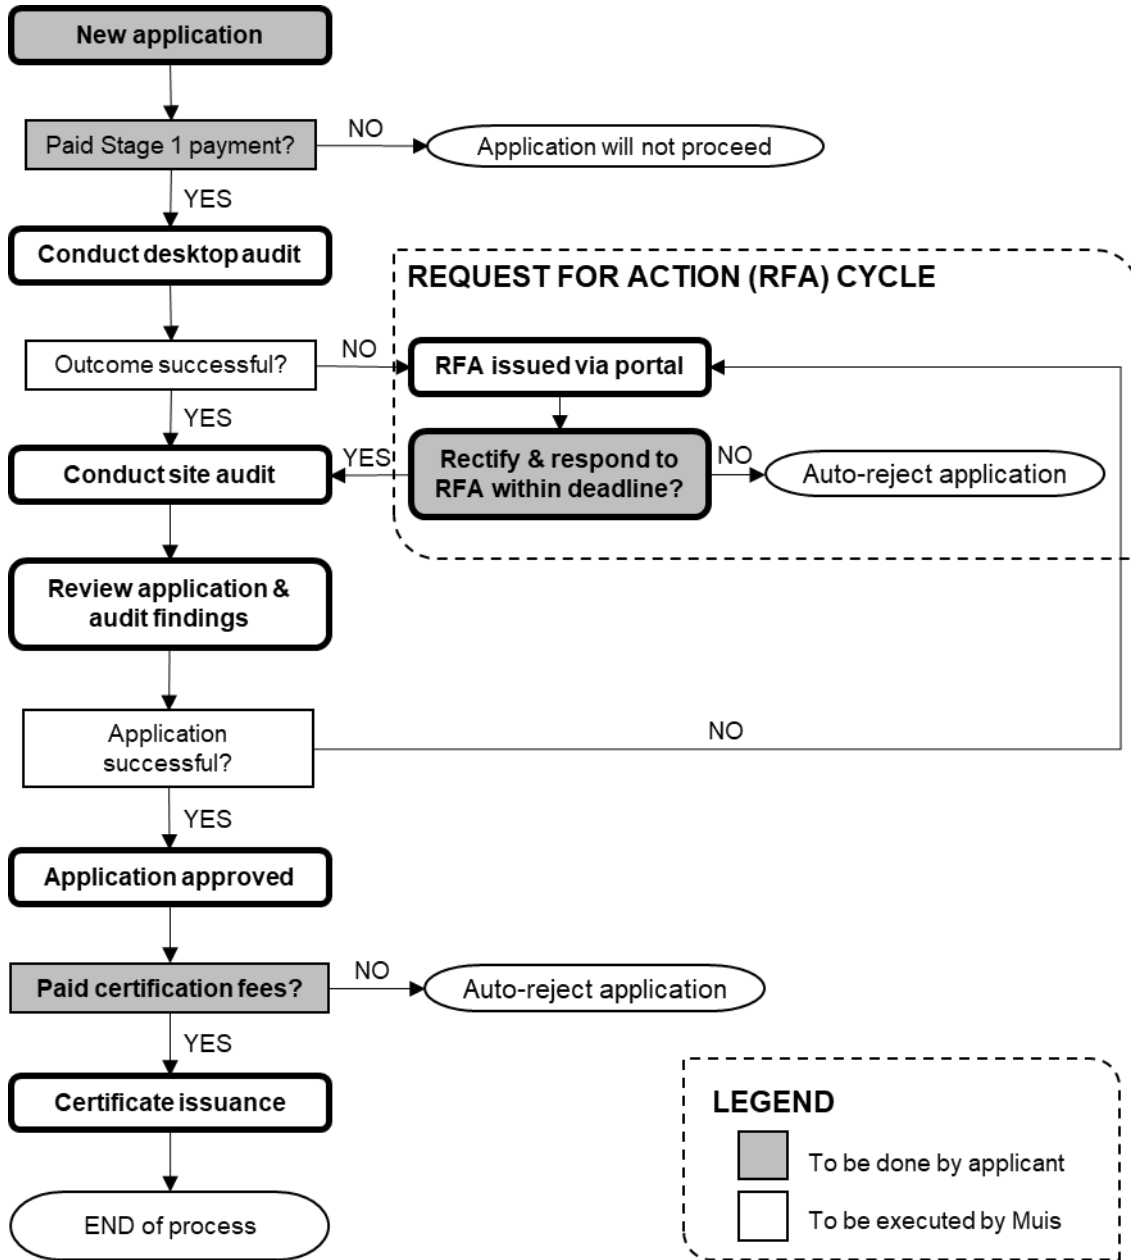 New application
Paid Stage 1 payment?
NO
Application will not proceed
YES
Conduct desktop audit
REQUEST FOR ACTION (RFA) CYCLE
Outcome successful?
NO
RFA issued via portal
YES
Conduct site audit
YES
Rectify & respond to
RFA within deadline?
NO
Auto-reject application
Review application &
audit findings
Application
successful?
NO
YES
Application approved
Paid certification fees?
NO
Auto-reject application
YES
Certificate issuance
END of process
LEGEND
To be done by applicant
To be executed by Muis